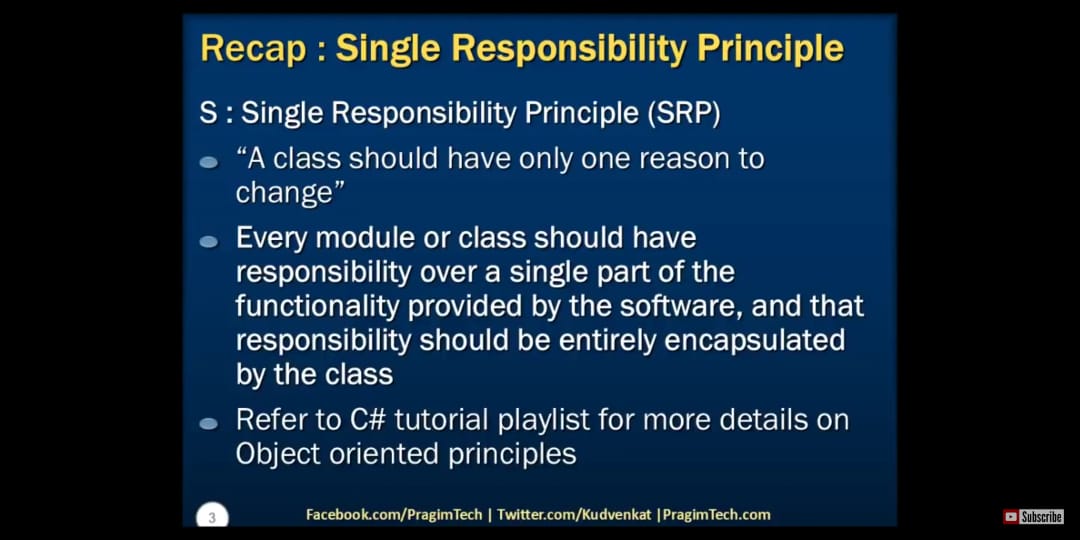 Recap : Single Responsibility Principle
S : Single Responsibility Principle (SRP)
“A class should have only one reason to
change”
Every module or class should have
responsibility over a single part of the
functionality provided by the software, and that
responsibility should be entirely encapsulated
by the class
Refer to C# tutorial playlist for more details on
Object oriented principles
3
Facebook.com/PragimTech | Twitter.com/Kudvenkat |PragimTech.com
Subscribe